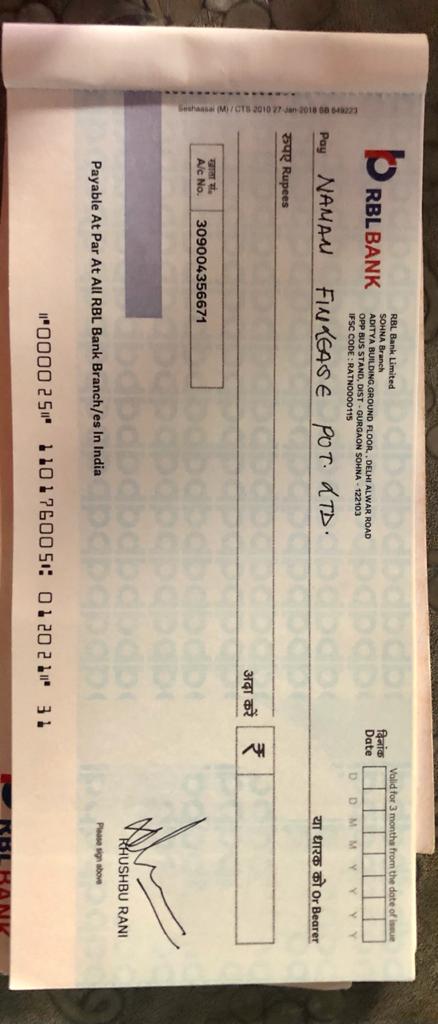 Seshaasai (M) / CTS-2010 27-Jan-2018 SB 649223
RBL BANK
RBL Bank Limited
SOHNA Branch
ADITYA BUILDING,GROUND FLOOR, , DELHI ALWAR ROAD
OPP BUS STAND, DIST - GURGAON SOHNA - 122103
IFSC CODE : RATN0000115
Valid for 3 months from the date of issue
दिनांक
Date
D D M M Y Y Y Y
Pay NAMAN FINLEASE PVT. LTD.
या धारक को Or Bearer
रुपए Rupees
अदा करें ₹
खाता सं.
A/c No. 309004356671
KHUSHBU RANI
Please sign above
Payable At Par At All RBL Bank Branch/es In India
⑈000025⑈ 110176005⑆ 012021⑈ 31
RBL BANK